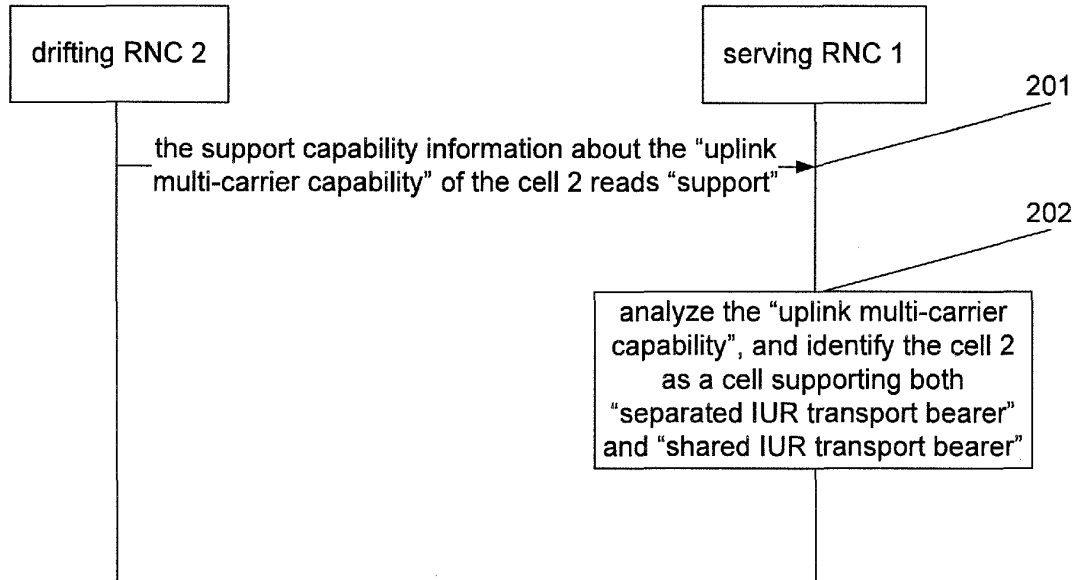 drifting RNC 2
serving RNC 1
201
the support capability information about the “uplink
multi-carrier capability” of the cell 2 reads “support”
202
analyze the “uplink multi-carrier
capability”, and identify the cell 2
as a cell supporting both
“separated IUR transport bearer”
and “shared IUR transport bearer”